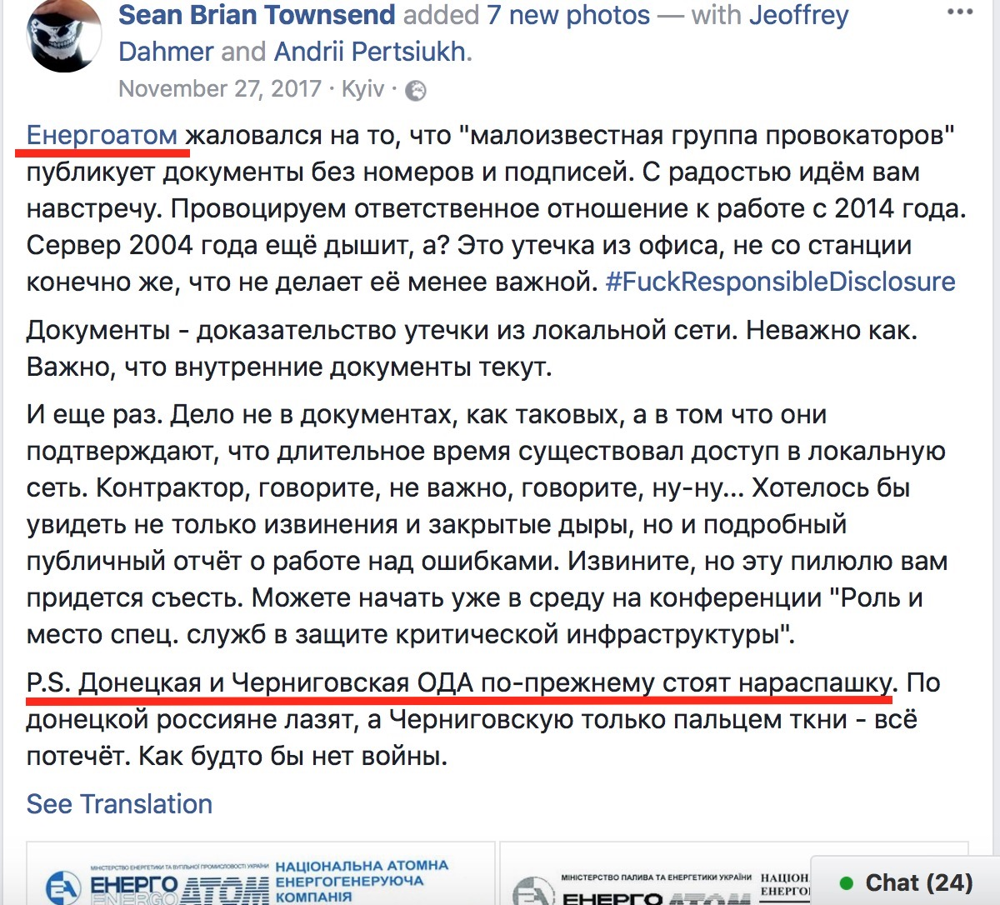 Sean Brian Townsend added 7 new photos — with Jeoffrey
Dahmer and Andrii Pertsiukh.
November 27, 2017 · Kyiv ·
Енергоатом жаловался на то, что "малоизвестная группа провокаторов"
публикует документы без номеров и подписей. С радостью идём вам
навстречу. Провоцируем ответственное отношение к работе с 2014 года.
Сервер 2004 года ещё дышит, а? Это утечка из офиса, не со станции
конечно же, что не делает её менее важной. #FuckResponsibleDisclosure
Документы - доказательство утечки из локальной сети. Неважно как.
Важно, что внутренние документы текут.
И еще раз. Дело не в документах, как таковых, а в том что они
подтверждают, что длительное время существовал доступ в локальную
сеть. Контрактор, говорите, не важно, говорите, ну-ну... Хотелось бы
увидеть не только извинения и закрытые дыры, но и подробный
публичный отчёт о работе над ошибками. Извините, но эту пилюлю вам
придется съесть. Можете начать уже в среду на конференции "Роль и
место спец. служб в защите критической инфраструктуры".
P.S. Донецкая и Черниговская ОДА по-прежнему стоят нараспашку. По
донецкой россияне лазят, а Черниговскую только пальцем ткни - всё
потечёт. Как будто бы нет войны.
See Translation
МІНІСТЕРСТВО ЕНЕРГЕТИКИ ТА ВУГІЛЬНОЇ ПРОМИСЛОВОСТІ УКРАЇНИ
ЕНЕРГО АТОМ
ENERGO
НАЦІОНАЛЬНА АТОМНА
ЕНЕРГОГЕНЕРУЮЧА
КОМПАНІЯ
МІНІСТЕРСТВО ПАЛИВА ТА ЕНЕРГЕТИКИ УКРАЇНИ
ЕНЕРГО АТОМ
Chat (24)